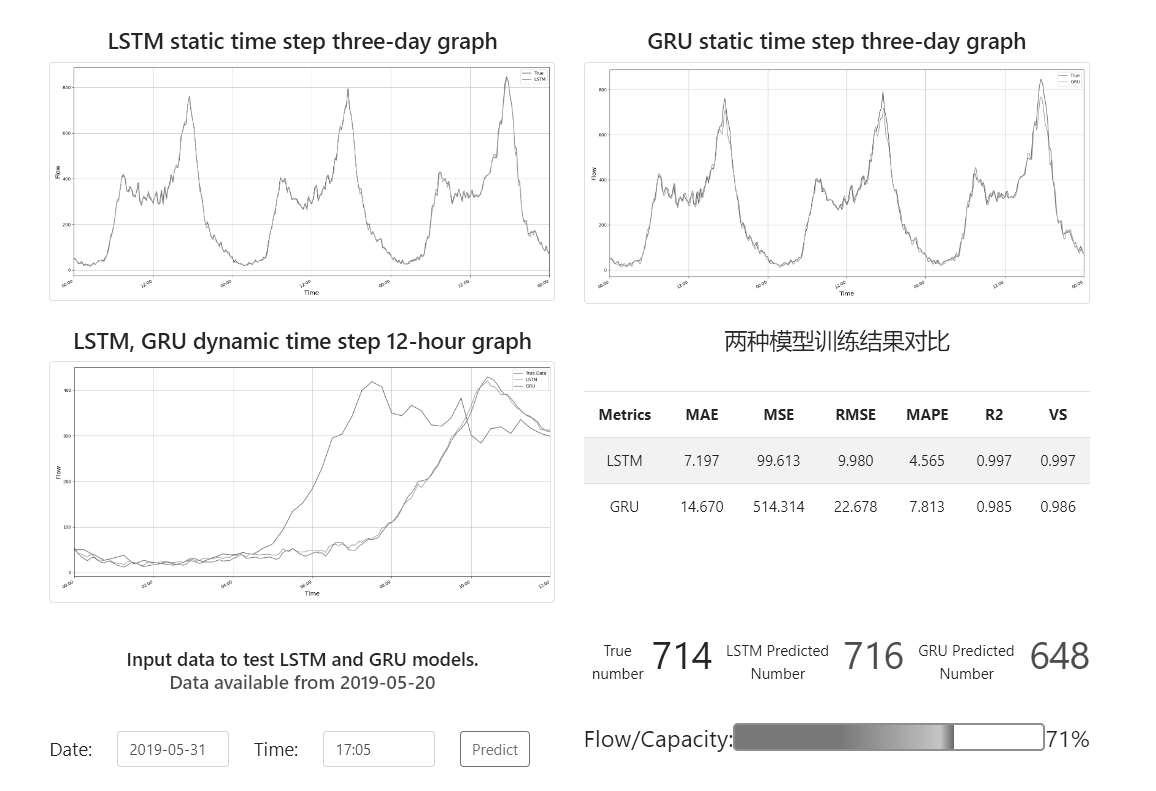 LSTM static time step three-day graph
True
LSTM
800
600
400
200
0
Flow
00:00 12:00 00:00 12:00 00:00 12:00 00:00
Time
GRU static time step three-day graph
True
GRU
800
600
400
200
0
Flow
00:00 12:00 00:00 12:00 00:00 12:00 00:00
Time
LSTM, GRU dynamic time step 12-hour graph
True Data
LSTM
GRU
400
300
200
100
0
Flow
00:00 02:00 04:00 06:00 08:00 10:00 12:00
Time
两种模型训练结果对比
Metrics MAE MSE RMSE MAPE R2 VS
LSTM 7.197 99.613 9.980 4.565 0.997 0.997
GRU 14.670 514.314 22.678 7.813 0.985 0.986
Input data to test LSTM and GRU models.
Data available from 2019-05-20
Date: 2019-05-31 Time: 17:05 Predict
True number 714 LSTM Predicted Number 716 GRU Predicted Number 648
Flow/Capacity: 71%